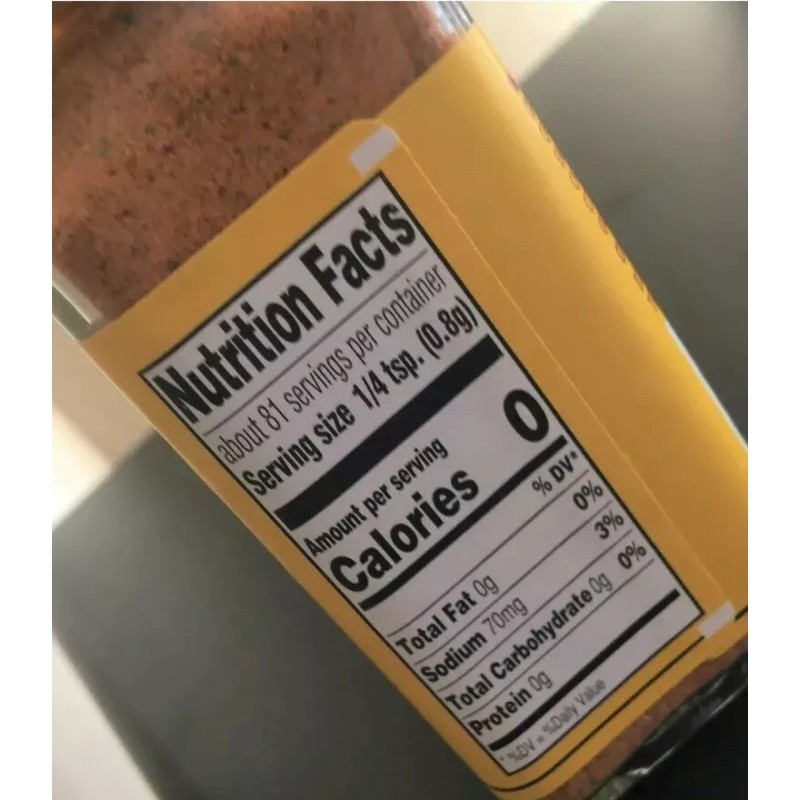 Nutrition Facts
about 81 servings per container
Serving size 1/4 tsp. (0.8g)
Amount per serving
Calories 0
% DV*
Total Fat 0g 0%
Sodium 70mg 3%
Total Carbohydrate 0g 0%
Protein 0g
* %DV = %Daily Value